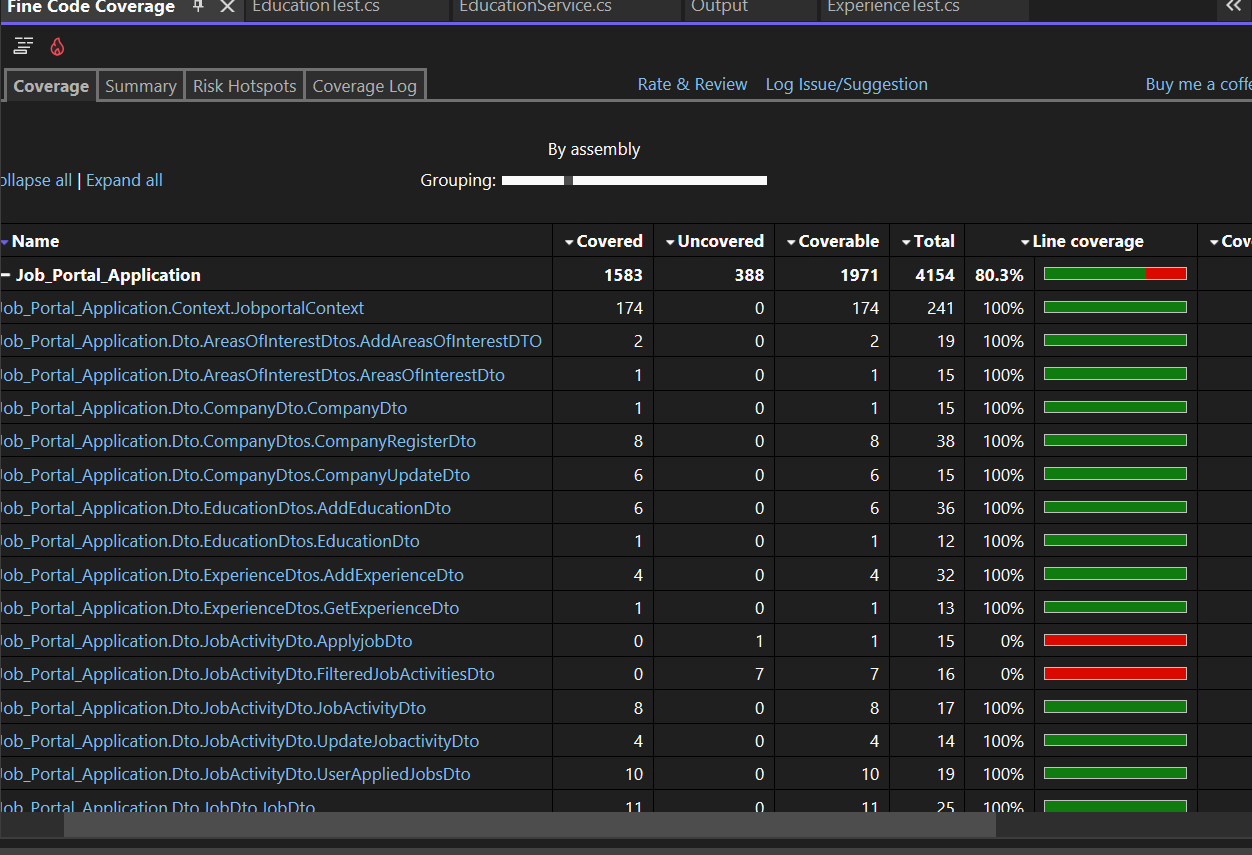 Fine Code Coverage EducationTest.cs EducationService.cs Output ExperienceTest.cs
Coverage Summary Risk Hotspots Coverage Log Rate & Review Log Issue/Suggestion Buy me a coffe
By assembly
ollapse all | Expand all Grouping:
Name Covered Uncovered Coverable Total Line coverage Cov
Job_Portal_Application 1583 388 1971 4154 80.3%
Job_Portal_Application.Context.JobportalContext 174 0 174 241 100%
Job_Portal_Application.Dto.AreasOfInterestDtos.AddAreasOfInterestDTO 2 0 2 19 100%
Job_Portal_Application.Dto.AreasOfInterestDtos.AreasOfInterestDto 1 0 1 15 100%
Job_Portal_Application.Dto.CompanyDto.CompanyDto 1 0 1 15 100%
Job_Portal_Application.Dto.CompanyDtos.CompanyRegisterDto 8 0 8 38 100%
Job_Portal_Application.Dto.CompanyDtos.CompanyUpdateDto 6 0 6 15 100%
Job_Portal_Application.Dto.EducationDtos.AddEducationDto 6 0 6 36 100%
Job_Portal_Application.Dto.EducationDtos.EducationDto 1 0 1 12 100%
Job_Portal_Application.Dto.ExperienceDtos.AddExperienceDto 4 0 4 32 100%
Job_Portal_Application.Dto.ExperienceDtos.GetExperienceDto 1 0 1 13 100%
Job_Portal_Application.Dto.JobActivityDto.ApplyjobDto 0 1 1 15 0%
Job_Portal_Application.Dto.JobActivityDto.FilteredJobActivitiesDto 0 7 7 16 0%
Job_Portal_Application.Dto.JobActivityDto.JobActivityDto 8 0 8 17 100%
Job_Portal_Application.Dto.JobActivityDto.UpdateJobactivityDto 4 0 4 14 100%
Job_Portal_Application.Dto.JobActivityDto.UserAppliedJobsDto 10 0 10 19 100%
Job_Portal_Application.Dto.JobDto.JobDto 11 0 11 25 100%